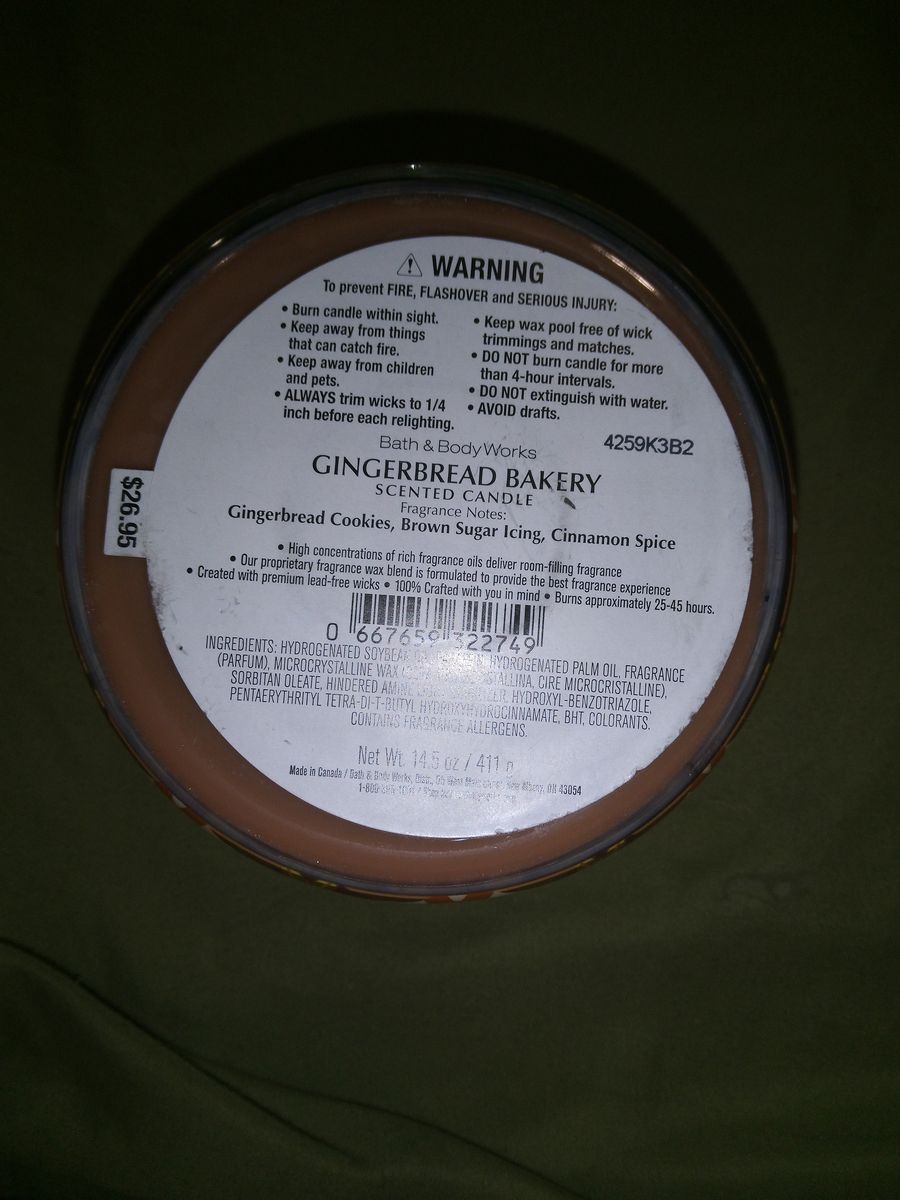 WARNING
To prevent FIRE, FLASHOVER and SERIOUS INJURY:
• Burn candle within sight.
• Keep away from things
that can catch fire.
• Keep away from children
and pets.
• ALWAYS trim wicks to 1/4
inch before each relighting.
• Keep wax pool free of wick
trimmings and matches.
• DO NOT burn candle for more
than 4-hour intervals.
• DO NOT extinguish with water.
• AVOID drafts.
4259K3B2
Bath & Body Works
GINGERBREAD BAKERY
SCENTED CANDLE
Fragrance Notes:
Gingerbread Cookies, Brown Sugar Icing, Cinnamon Spice
$26.95
• High concentrations of rich fragrance oils deliver room-filling fragrance
• Our proprietary fragrance wax blend is formulated to provide the best fragrance experience
• Created with premium lead-free wicks • 100% Crafted with you in mind • Burns approximately 25-45 hours.
0 667659 322749
INGREDIENTS: HYDROGENATED HYDROGENATED PALM OIL, FRAGRANCE
(PARFUM), MICROCRYSTALLINE WAX CIRE MICROCRISTALLINE),
SORBITAN OLEATE, HINDERED HYDROXYL-BENZOTRIAZOLE,
PENTAERYTHRITYL TETRA-DI-T-BUTYL HYDROXYHYDROCINNAMATE, BHT, COLORANTS.
CONTAINS FRAGRANCE ALLERGENS.
Net Wt. 14.5 oz / 411 g
Made in Canada / Bath & Body Works, Distr., New Albany, OH 43054